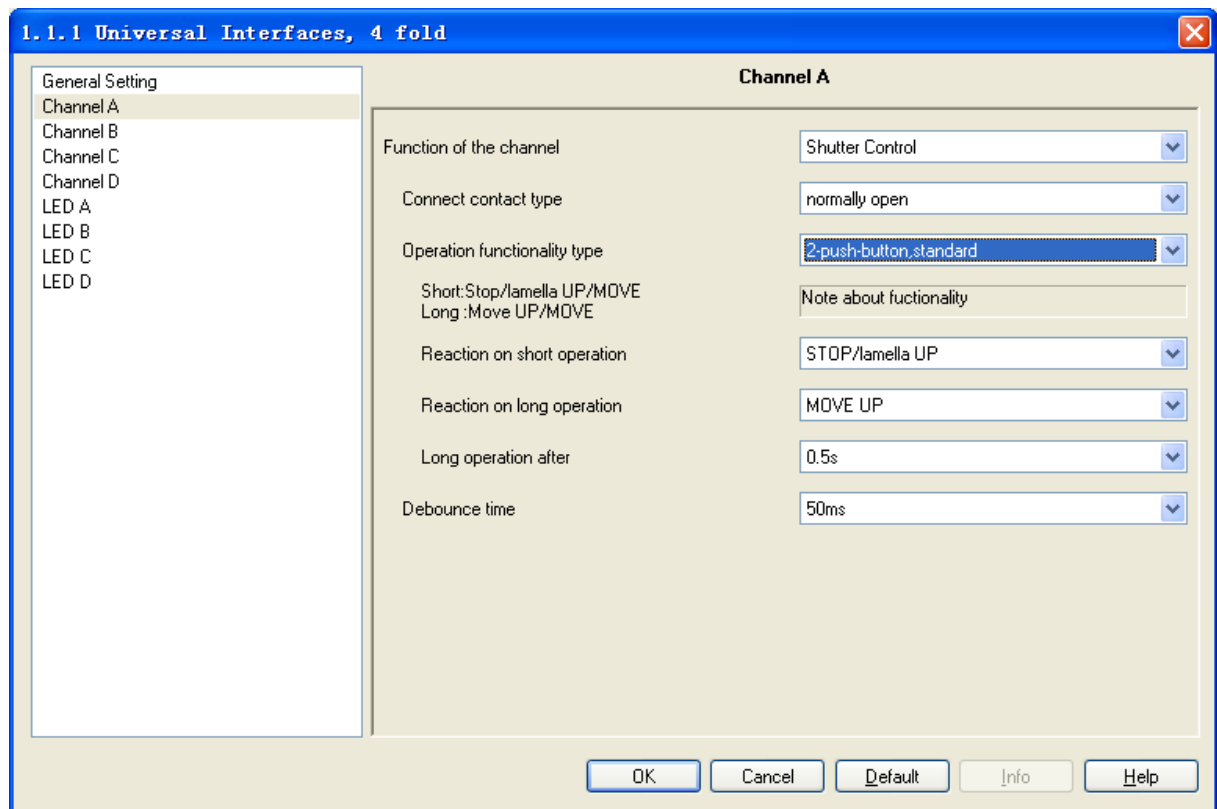 1.1.1 Universal Interfaces, 4 fold
General Setting
Channel A
Channel B
Channel C
Channel D
LED A
LED B
LED C
LED D
Channel A
Function of the channel
Shutter Control
Connect contact type
normally open
Operation functionality type
2-push-button,standard
Short:Stop/lamella UP/MOVE
Long :Move UP/MOVE
Note about fuctionality
Reaction on short operation
STOP/lamella UP
Reaction on long operation
MOVE UP
Long operation after
0.5s
Debounce time
50ms
OK
Cancel
Default
Info
Help